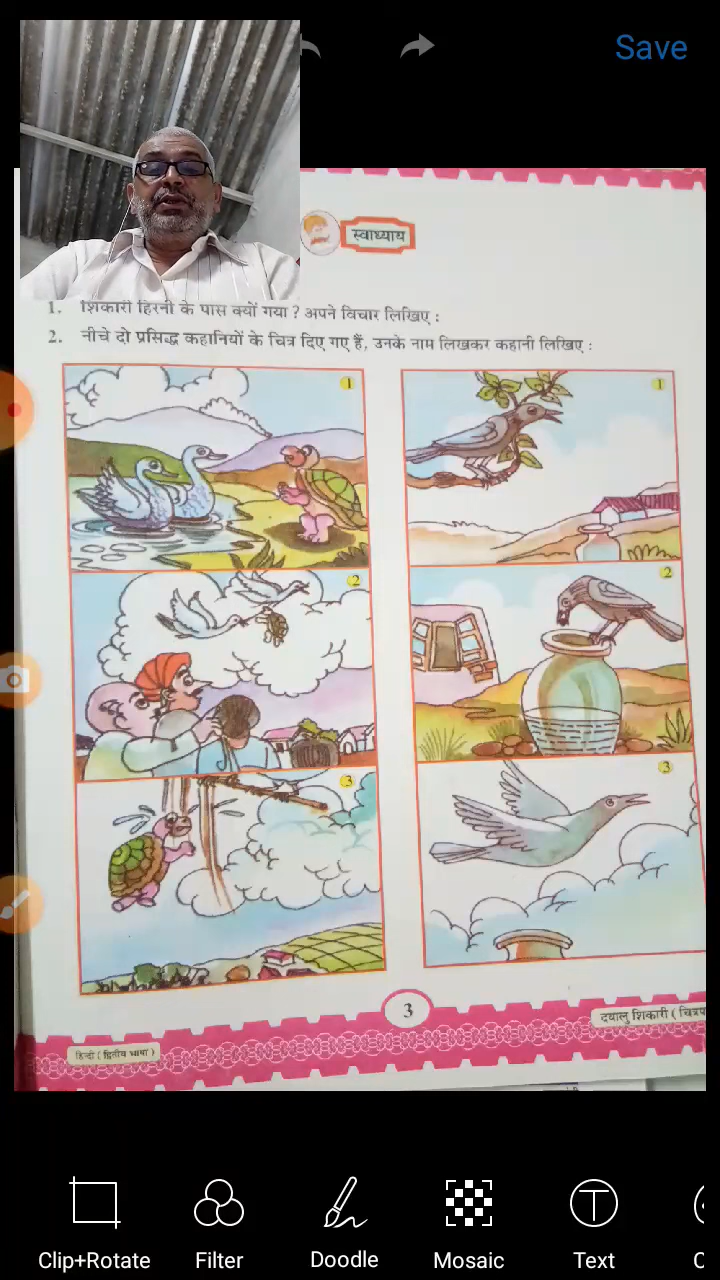 Save
स्वाध्याय
1. शिकारी हिरनी के पास क्यों गया ? अपने विचार लिखिए :
2. नीचे दो प्रसिद्ध कहानियों के चित्र दिए गए हैं, उनके नाम लिखकर कहानी लिखिए :
1
1
2
2
3
3
3
हिन्दी ( द्वितीय भाषा )
दयालु शिकारी ( चित्रप
Clip+Rotate Filter Doodle Mosaic Text